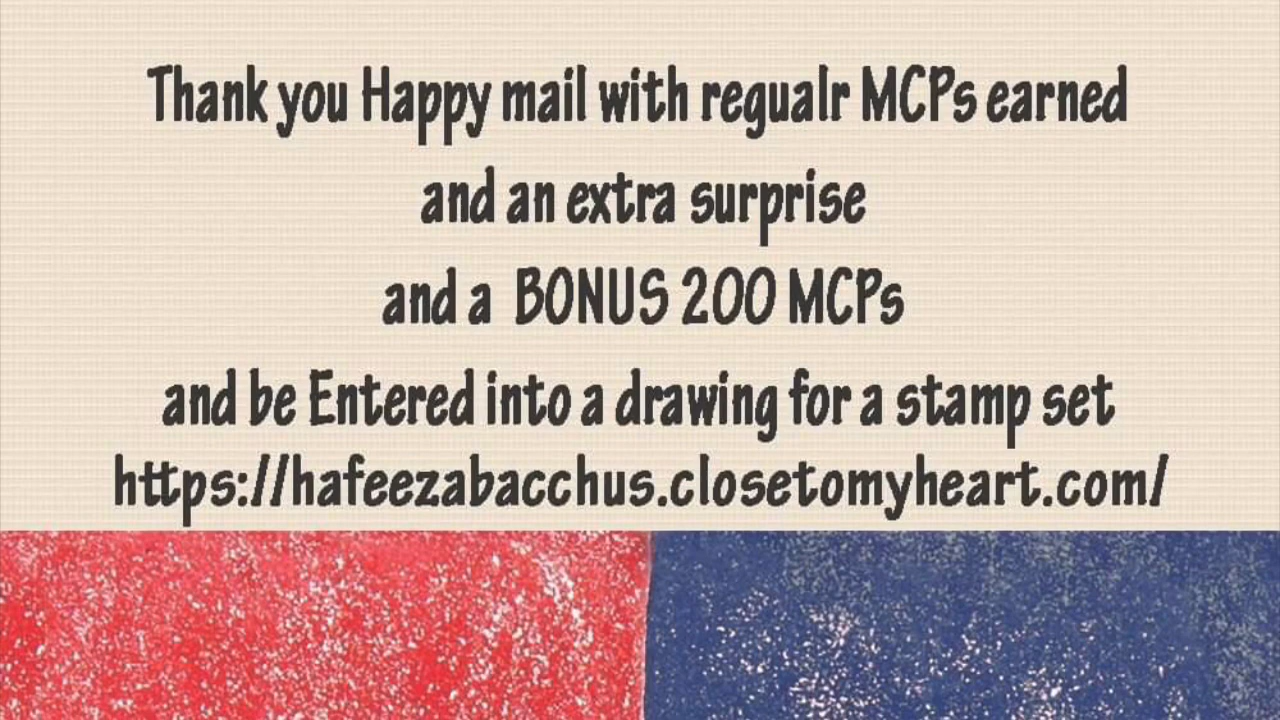 Thank you Happy mail with regualr MCPs earned
and an extra surprise
and a BONUS 200 MCPs
and be Entered into a drawing for a stamp set
https://hafeezabacchus.closetomyheart.com/